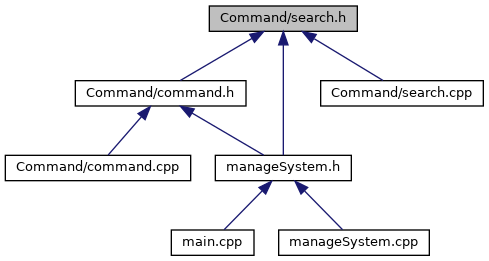 Command/search.h
Command/command.h
Command/search.cpp
Command/command.cpp
manageSystem.h
main.cpp
manageSystem.cpp